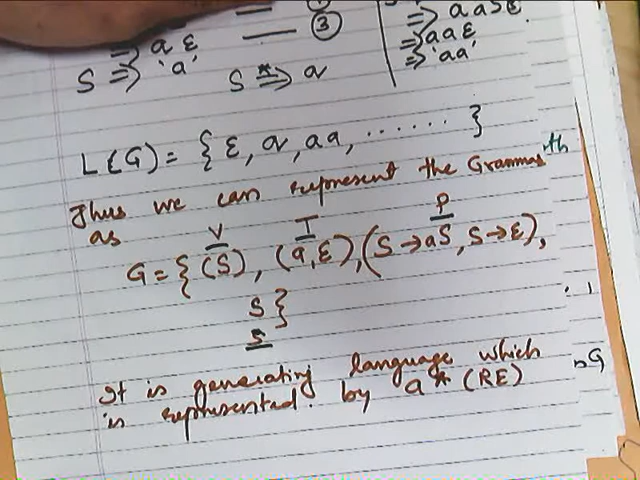 ③
⇒ a ε
S ⇒ 'a'
S *⇒ a
⇒ a a S ε
⇒ a a ε
⇒ 'aa'
L(G) = { ε, a, aa, ....... }
Thus we can represent the Grammar
th
as
V T P
G = { (S), (a, ε), (S → aS, S → ε),
S }
S
It is generating language which
is represented by a* (RE)